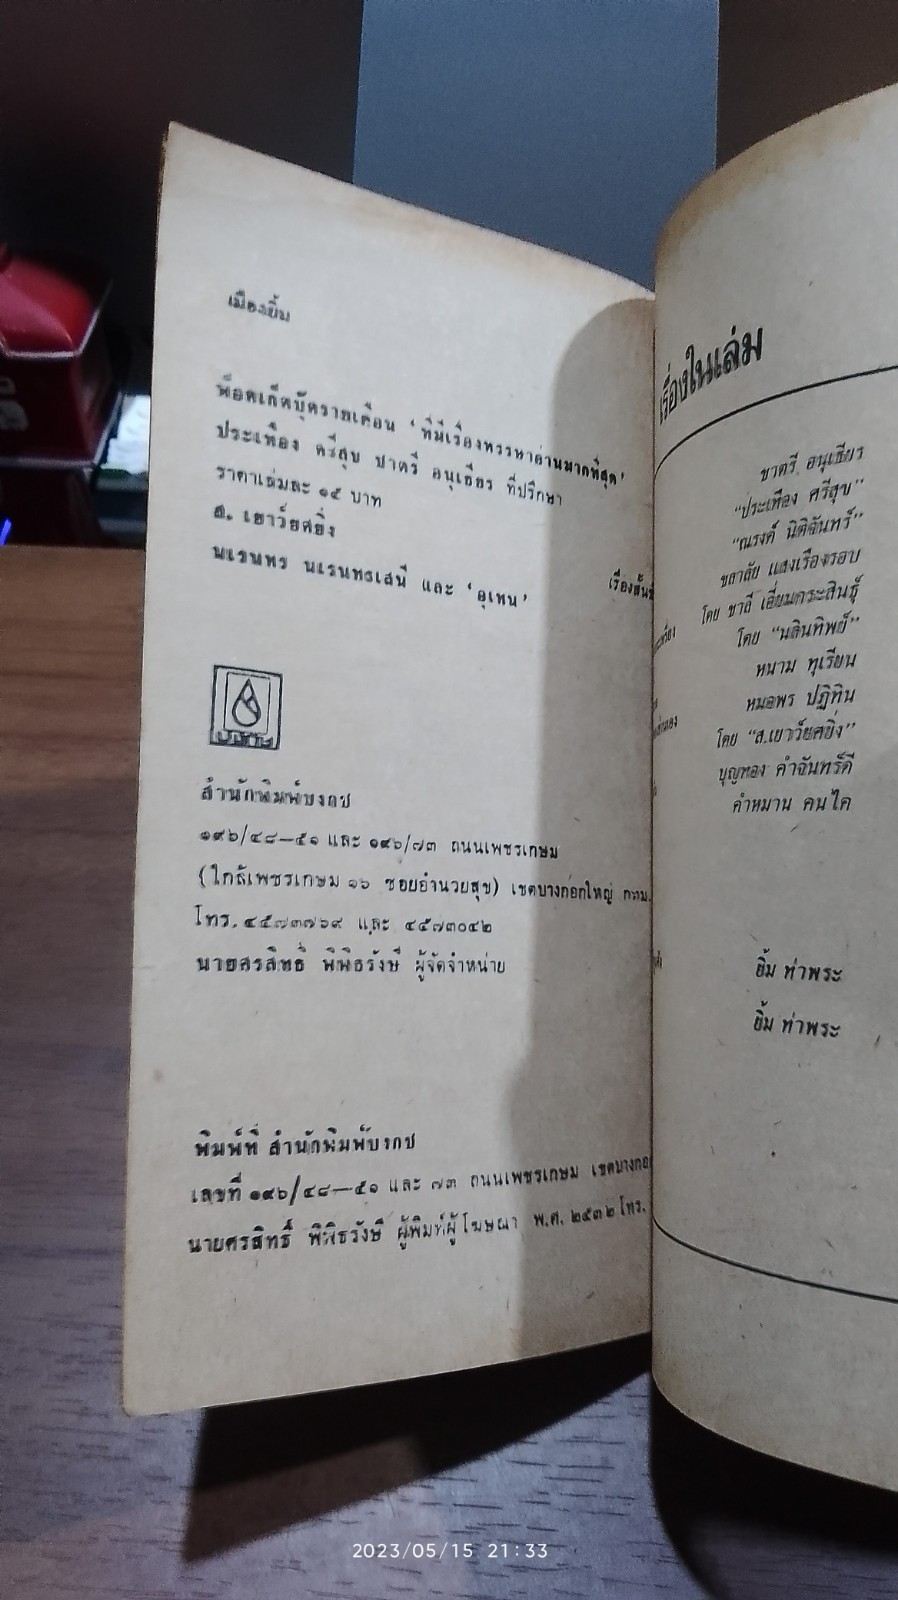 เมืองยิ้ม
พ็อคเก็ตบุ๊ครายเดือน 'ที่มีเรื่องหรรษาอ่านมากที่สุด'
ประเทือง ศรีสุข ชาตรี อนุเธียร ที่ปรึกษา
ราคาเล่มละ ๑๕ บาท
ส. เยาว์ยศยิ่ง
นเรนทร นเรนทรเสนี และ 'อุเทน'
สำนักพิมพ์บงกช
๑๙๖/๔๘—๕๑ และ ๑๙๖/๗๓ ถนนเพชรเกษม
(ใกล้เพชรเกษม ๑๖ ซอยอำนวยสุข) เขตบางกอกใหญ่ กทม.
โทร. ๔๕๗๓๗๖๙ และ ๔๕๗๓๐๔๒
นายศรสิทธิ์ พิพิธรังษี ผู้จัดจำหน่าย
พิมพ์ที่ สำนักพิมพ์บงกช
เลขที่ ๑๙๖/๔๘—๕๑ และ ๗๓ ถนนเพชรเกษม เขตบางกอ
นายศรสิทธิ์ พิพิธรังษี ผู้พิมพ์ผู้โฆษณา พ.ศ. ๒๕๓๒ โทร.
เรื่องในเล่ม
เรื่องสั้น
ชาตรี อนุเธียร
"ประเทือง ศรีสุข"
"ณรงค์ นิติจันทร์"
ชลาลัย แสงเรืองรอบ
โดย ชาลี เอี่ยมกระสินธุ์
โดย "นลินทิพย์"
หนาม ทุเรียน
หมอพร ปฏิทิน
โดย "ส.เยาว์ยศยิ่ง"
บุญทอง คำจันทร์ดี
คำหมาน คนไค
ยิ้ม ท่าพระ
ยิ้ม ท่าพระ
2023/05/15 21:33